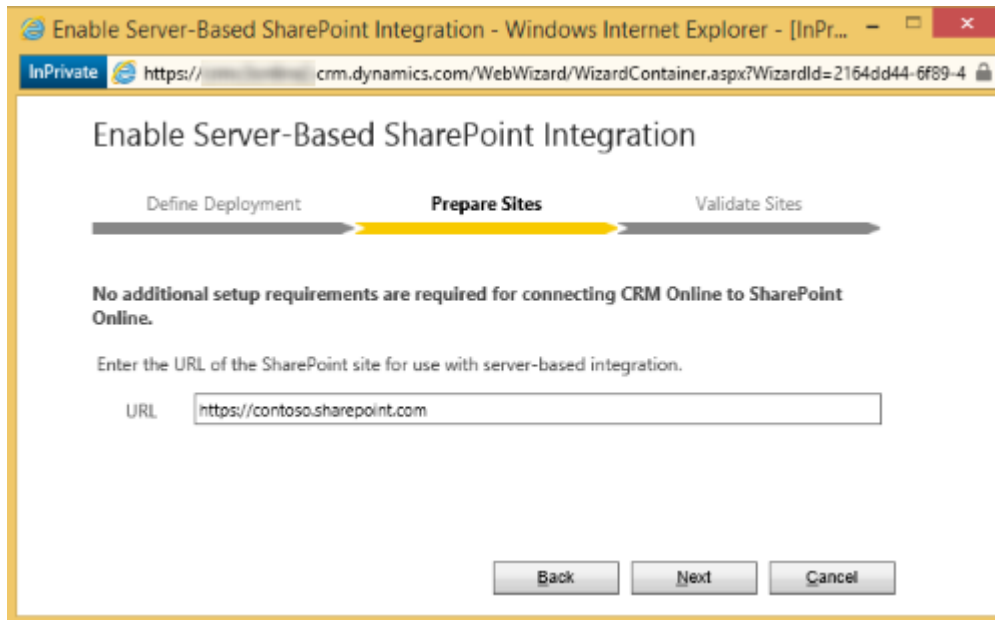 Enable Server-Based SharePoint Integration - Windows Internet Explorer - [InPr...
InPrivate https:// crm.dynamics.com/WebWizard/WizardContainer.aspx?WizardId=2164dd44-6f89-4
Enable Server-Based SharePoint Integration
Define Deployment Prepare Sites Validate Sites
No additional setup requirements are required for connecting CRM Online to SharePoint
Online.
Enter the URL of the SharePoint site for use with server-based integration.
URL https://contoso.sharepoint.com
Back Next Cancel